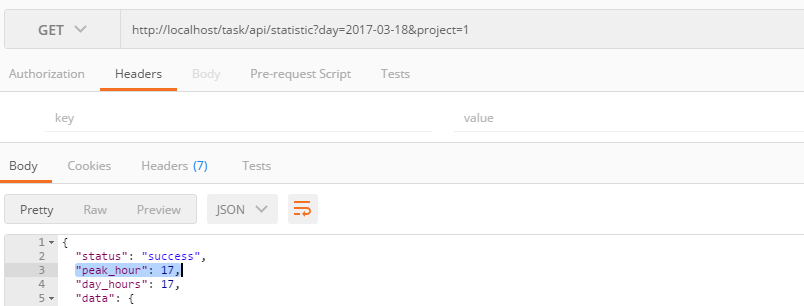 GET http://localhost/task/api/statistic?day=2017-03-18&project=1
Authorization Headers Body Pre-request Script Tests
key value
Body Cookies Headers (7) Tests
Pretty Raw Preview JSON
1 {
2 "status": "success",
3 "peak_hour": 17,
4 "day_hours": 17,
5 "data": {